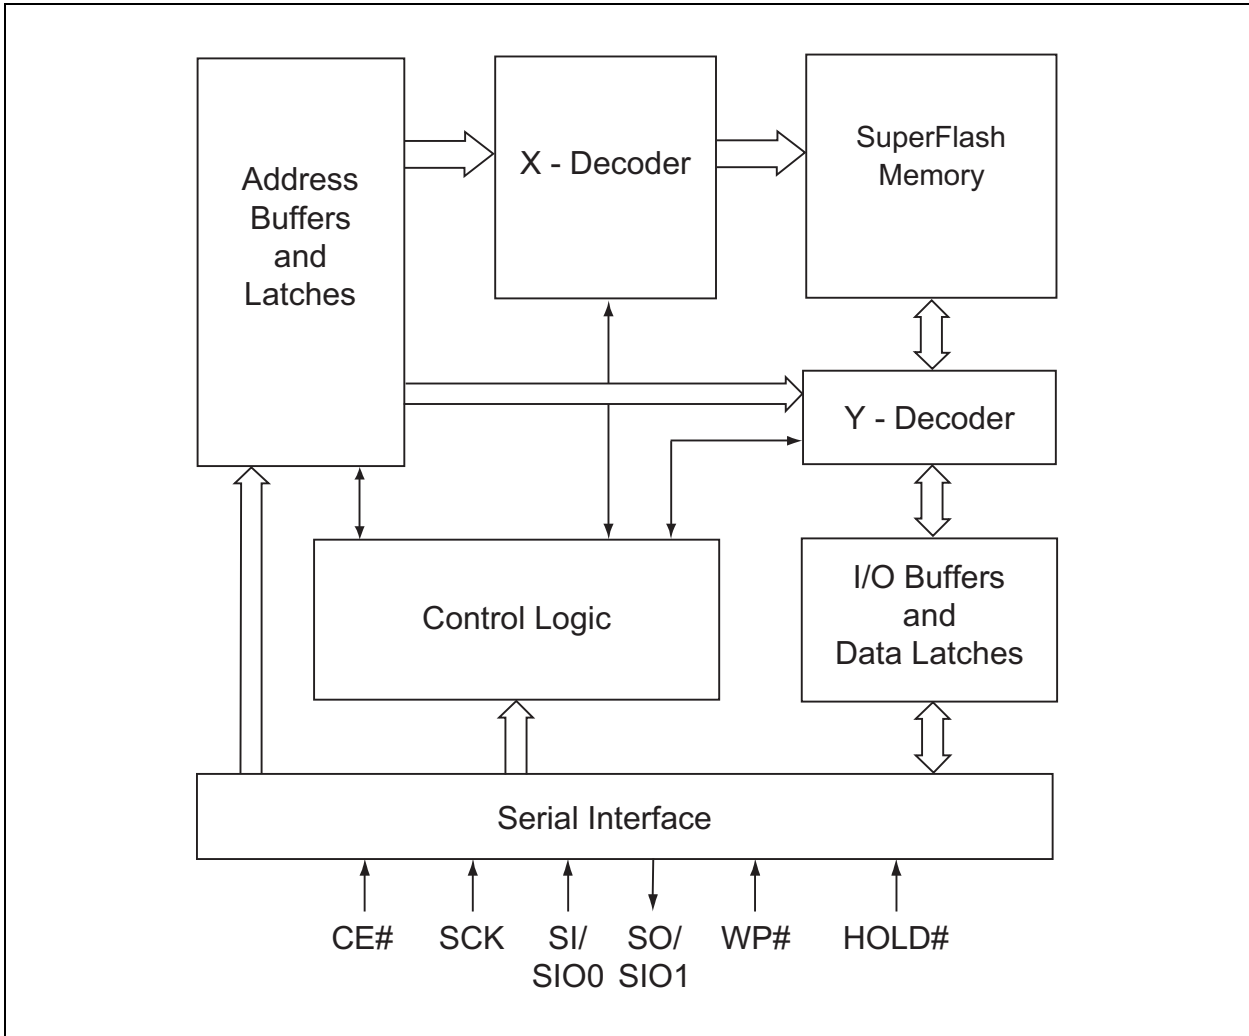 Address
Buffers
and
Latches
X - Decoder
SuperFlash
Memory
Y - Decoder
Control Logic
I/O Buffers
and
Data Latches
Serial Interface
CE#
SCK
SI/
SIO0
SO/
SIO1
WP#
HOLD#